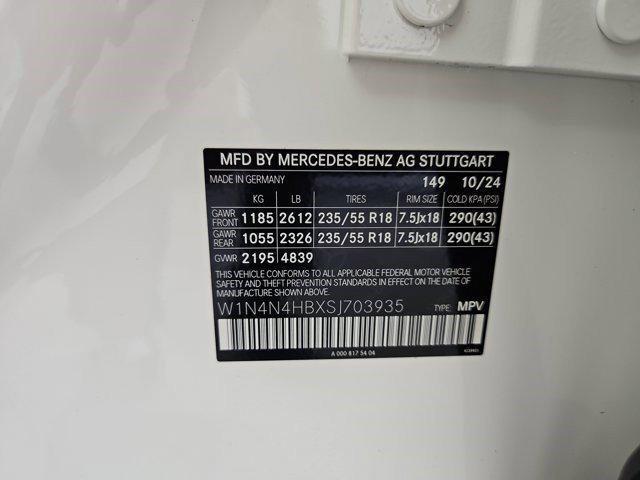 MFD BY MERCEDES-BENZ AG STUTTGART
MADE IN GERMANY 149 10/24
KG LB TIRES RIM SIZE COLD KPA (PSI)
GAWR FRONT 1185 2612 235/55 R18 7.5Jx18 290(43)
GAWR REAR 1055 2326 235/55 R18 7.5Jx18 290(43)
GVWR 2195 4839
THIS VEHICLE CONFORMS TO ALL APPLICABLE FEDERAL MOTOR VEHICLE
SAFETY AND THEFT PREVENTION STANDARDS IN EFFECT ON THE DATE OF
MANUFACTURE SHOWN ABOVE.
W1N4N4HBXSJ703935 TYPE: MPV
A 000 817 54 04